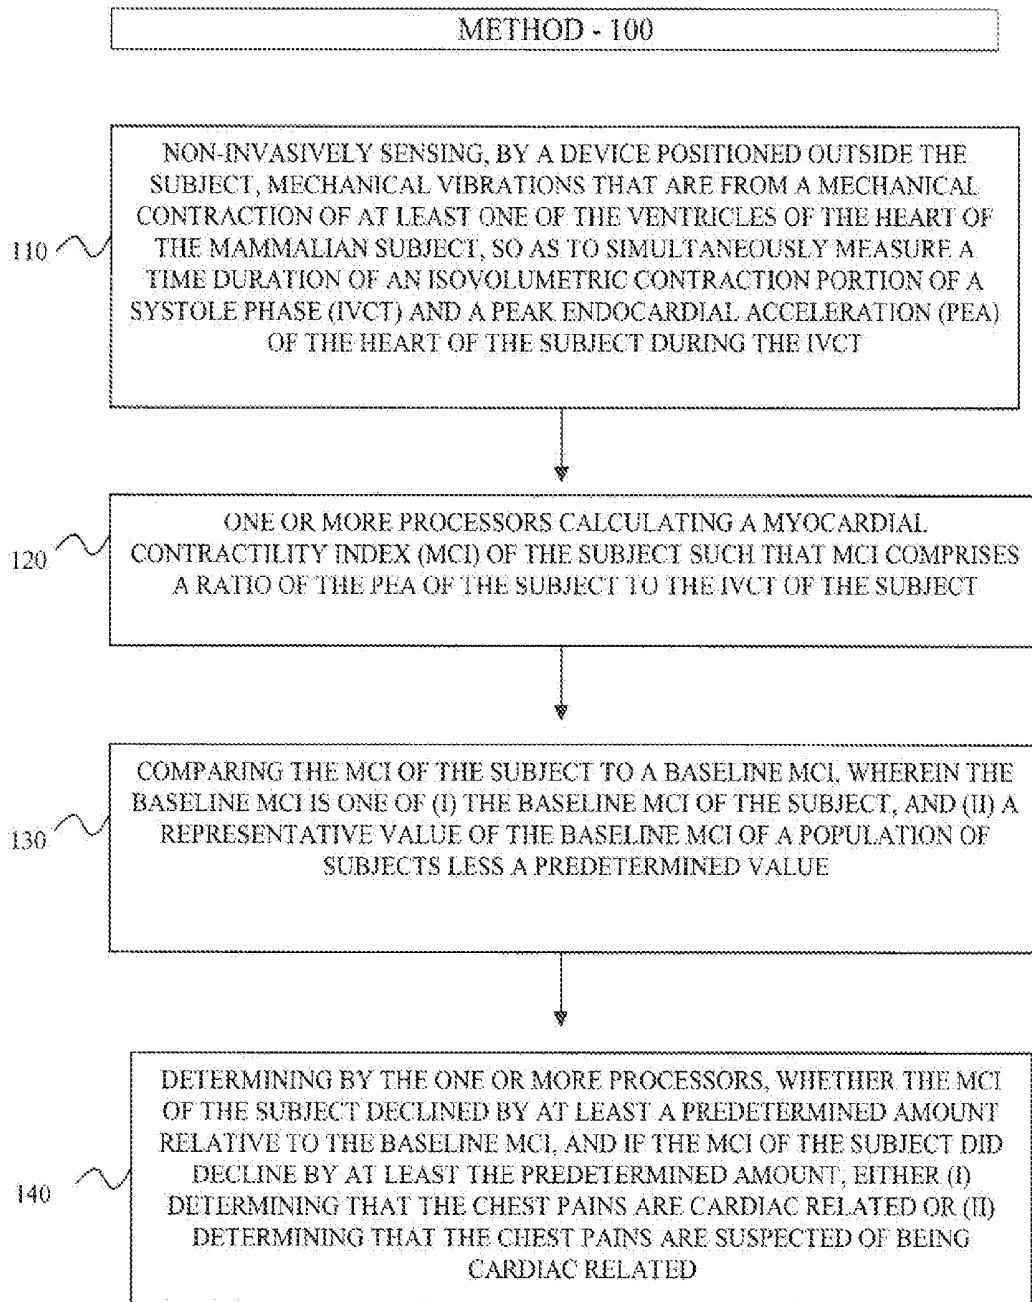 METHOD - 100
110
NON-INVASIVELY SENSING, BY A DEVICE POSITIONED OUTSIDE THE
SUBJECT, MECHANICAL VIBRATIONS THAT ARE FROM A MECHANICAL
CONTRACTION OF AT LEAST ONE OF THE VENTRICLES OF THE HEART OF
THE MAMMALIAN SUBJECT, SO AS TO SIMULTANEOUSLY MEASURE A
TIME DURATION OF AN ISOVOLUMETRIC CONTRACTION PORTION OF A
SYSTOLE PHASE (IVCT) AND A PEAK ENDOCARDIAL ACCELERATION (PEA)
OF THE HEART OF THE SUBJECT DURING THE IVCT
120
ONE OR MORE PROCESSORS CALCULATING A MYOCARDIAL
CONTRACTILITY INDEX (MCI) OF THE SUBJECT SUCH THAT MCI COMPRISES
A RATIO OF THE PEA OF THE SUBJECT TO THE IVCT OF THE SUBJECT
130
COMPARING THE MCI OF THE SUBJECT TO A BASELINE MCI, WHEREIN THE
BASELINE MCI IS ONE OF (I) THE BASELINE MCI OF THE SUBJECT, AND (II) A
REPRESENTATIVE VALUE OF THE BASELINE MCI OF A POPULATION OF
SUBJECTS LESS A PREDETERMINED VALUE
140
DETERMINING BY THE ONE OR MORE PROCESSORS, WHETHER THE MCI
OF THE SUBJECT DECLINED BY AT LEAST A PREDETERMINED AMOUNT
RELATIVE TO THE BASELINE MCI, AND IF THE MCI OF THE SUBJECT DID
DECLINE BY AT LEAST THE PREDETERMINED AMOUNT, EITHER (I)
DETERMINING THAT THE CHEST PAINS ARE CARDIAC RELATED OR (II)
DETERMINING THAT THE CHEST PAINS ARE SUSPECTED OF BEING
CARDIAC RELATED